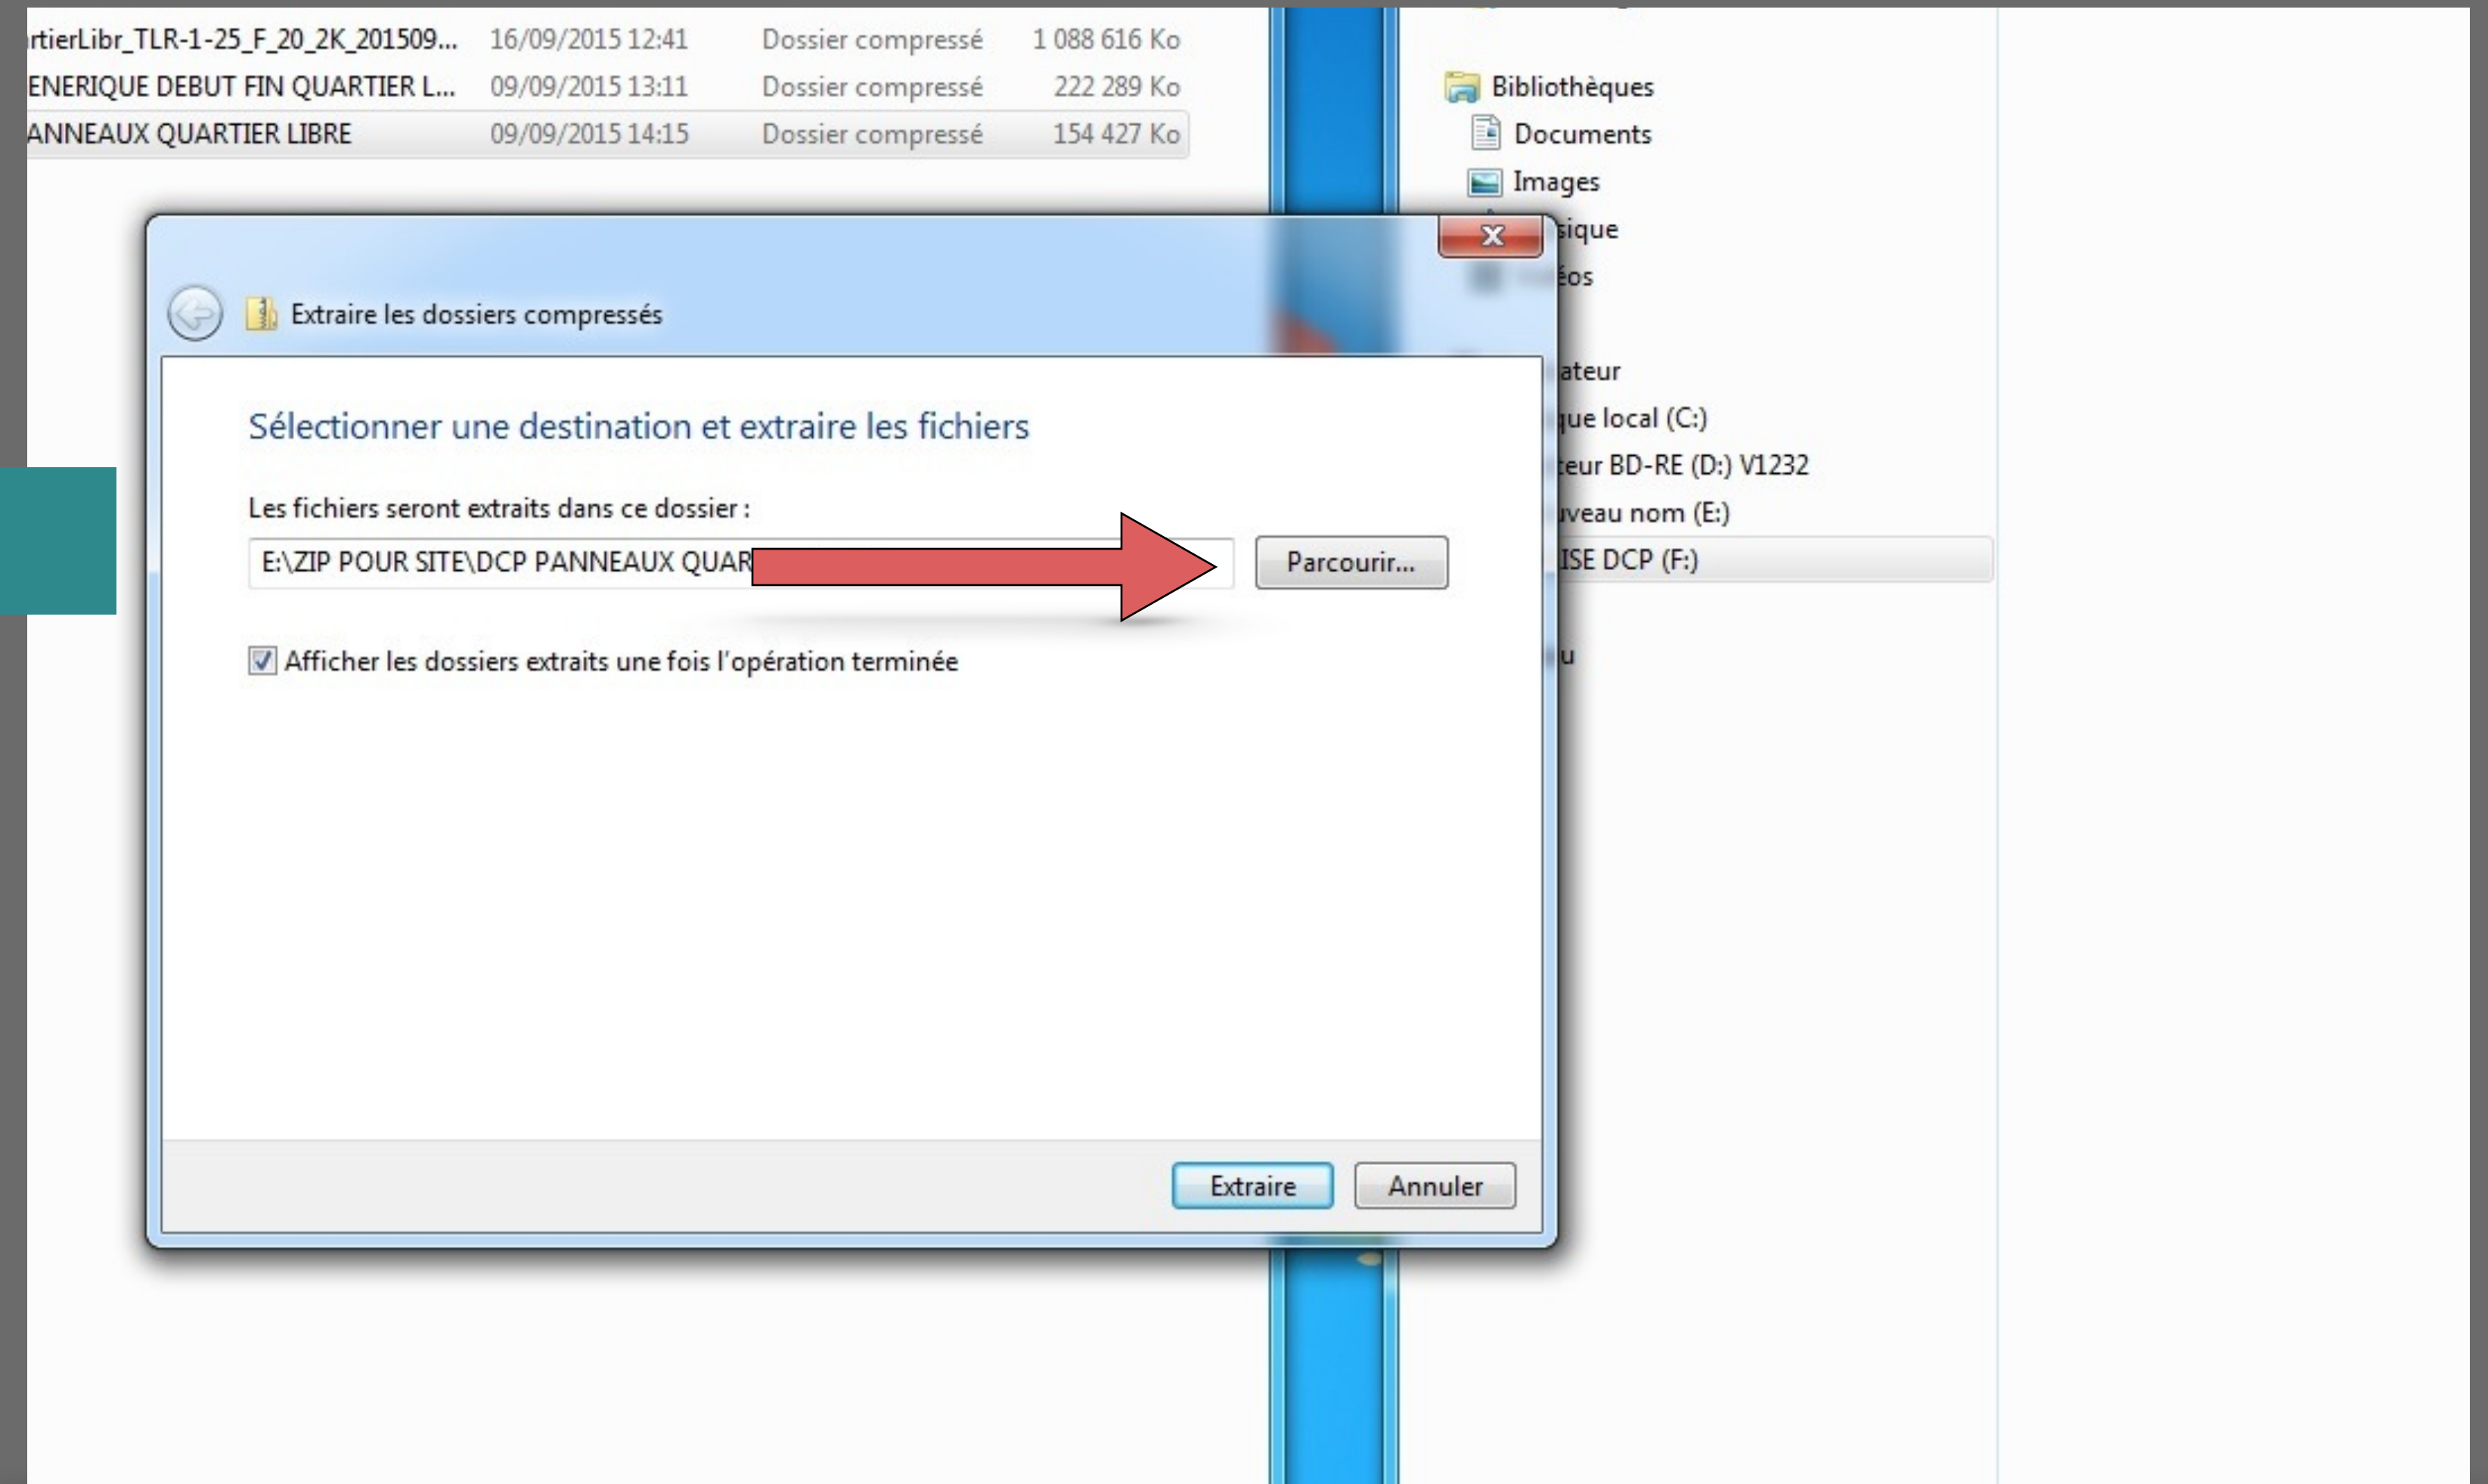 rtierLibr_TLR-1-25_F_20_2K_201509... 16/09/2015 12:41 Dossier compressé 1 088 616 Ko
ENERIQUE DEBUT FIN QUARTIER L... 09/09/2015 13:11 Dossier compressé 222 289 Ko
ANNEAUX QUARTIER LIBRE 09/09/2015 14:15 Dossier compressé 154 427 Ko
Extraire les dossiers compressés
Sélectionner une destination et extraire les fichiers
Les fichiers seront extraits dans ce dossier :
E:\ZIP POUR SITE\DCP PANNEAUX QUAR
Parcourir...
Afficher les dossiers extraits une fois l'opération terminée
Extraire
Annuler
Bibliothèques
Documents
Images
sique
éos
ateur
que local (C:)
teur BD-RE (D:) V1232
uveau nom (E:)
ISE DCP (F:)
u